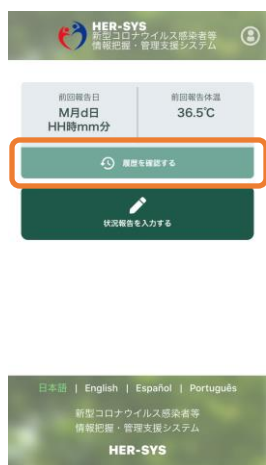 HER-SYS
新型コロナウイルス感染者等
情報把握・管理支援システム
前回報告日
M月d日
HH時mm分
前回報告体温
36.5℃
履歴を確認する
状況報告を入力する
日本語 | English | Español | Português
新型コロナウイルス感染者等
情報把握・管理支援システム
HER-SYS